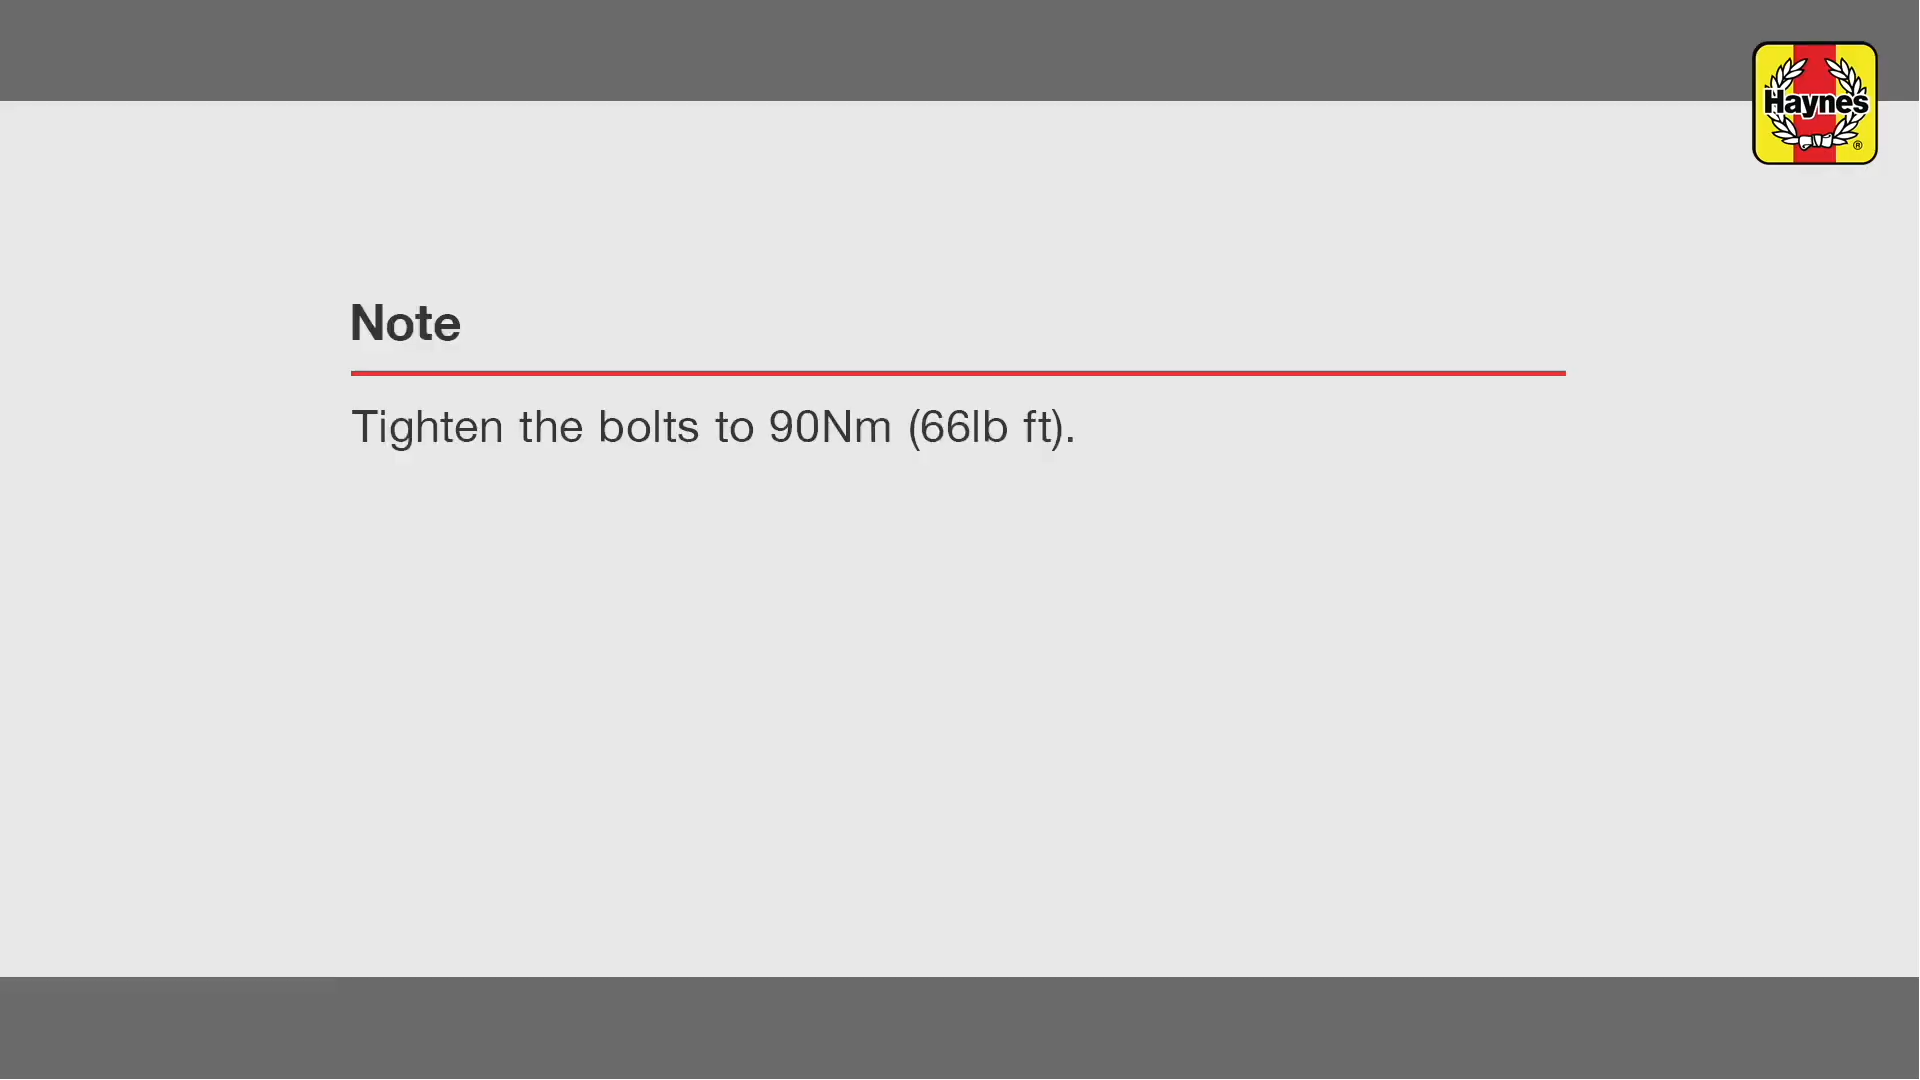 Haynes
®
Note
Tighten the bolts to 90Nm (66lb ft).